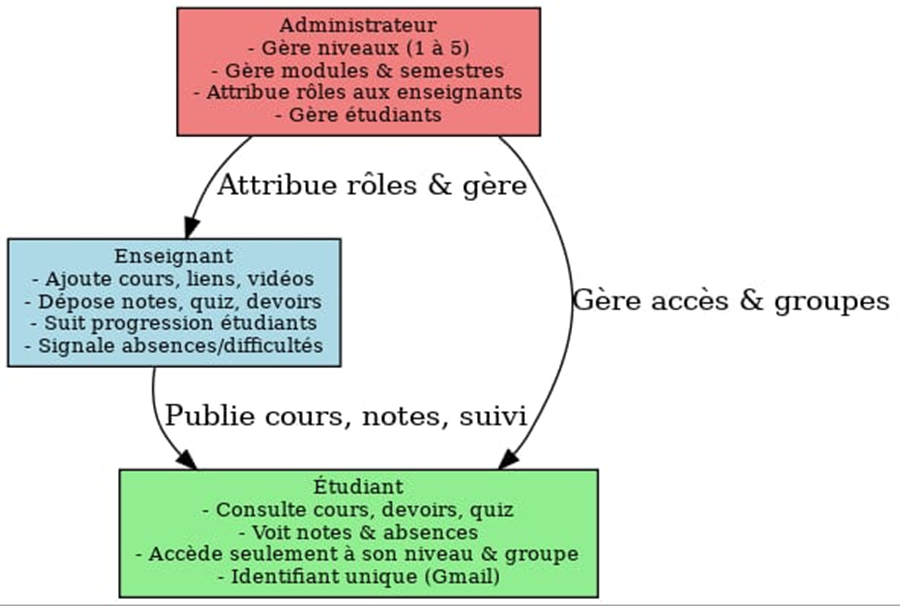 Administrateur
- Gère niveaux (1 à 5)
- Gère modules & semestres
- Attribue rôles aux enseignants
- Gère étudiants
Attribue rôles & gère
Enseignant
- Ajoute cours, liens, vidéos
- Dépose notes, quiz, devoirs
- Suit progression étudiants
- Signale absences/difficultés
Gère accès & groupes
Publie cours, notes, suivi
Étudiant
- Consulte cours, devoirs, quiz
- Voit notes & absences
- Accède seulement à son niveau & groupe
- Identifiant unique (Gmail)